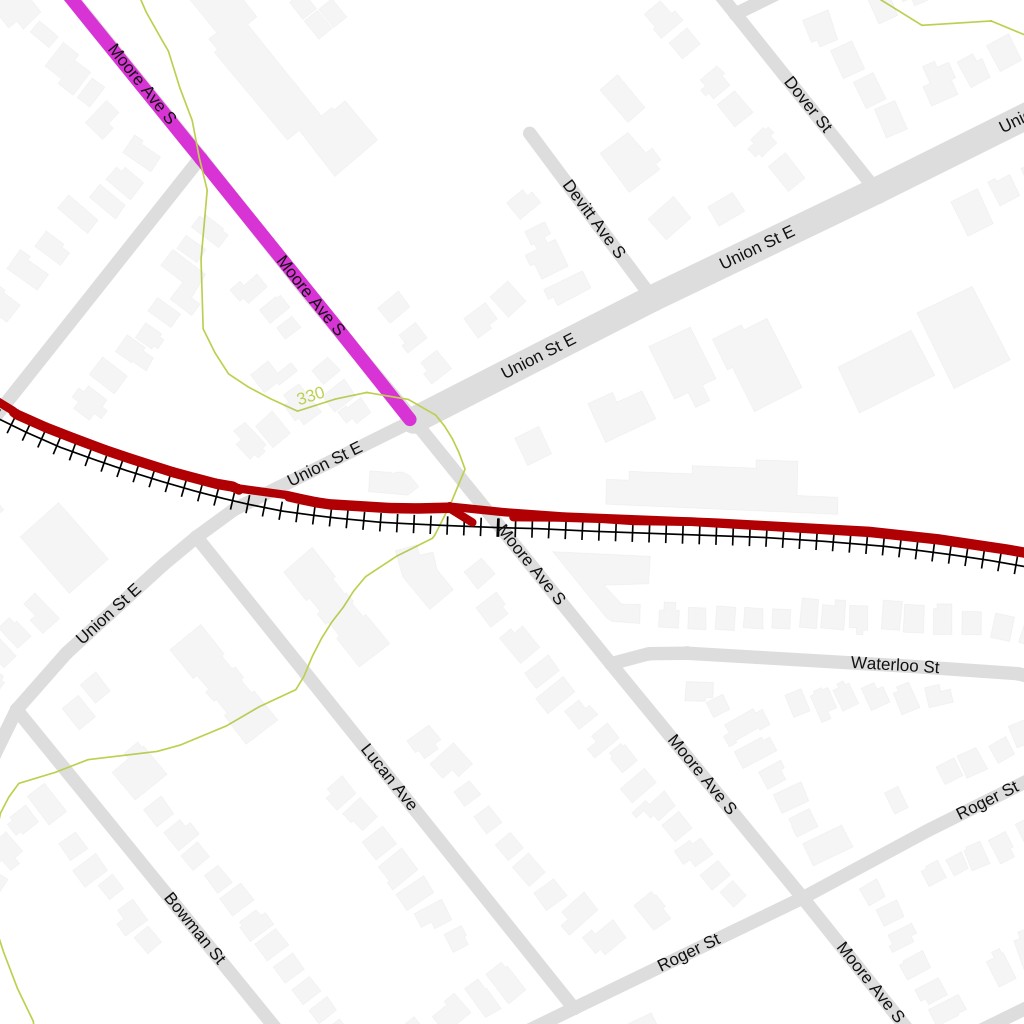 Moore Ave S
Dover St
Uni
Devitt Ave S
Union St E
Moore Ave S
Union St E
330
Union St E
Moore Ave S
Union St E
Waterloo St
Lucan Ave
Moore Ave S
Roger St
Bowman St
Roger St
Moore Ave S